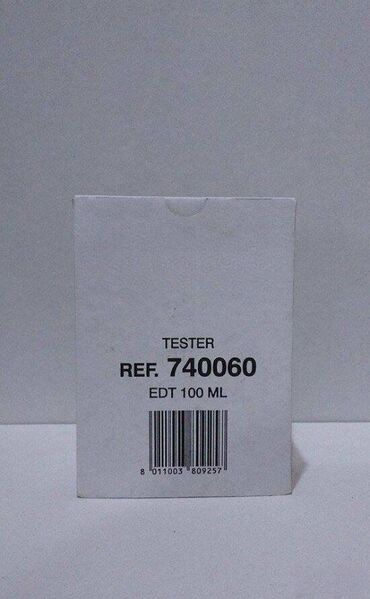 TESTER
REF. 740060
EDT 100 ML
8 011003 809257